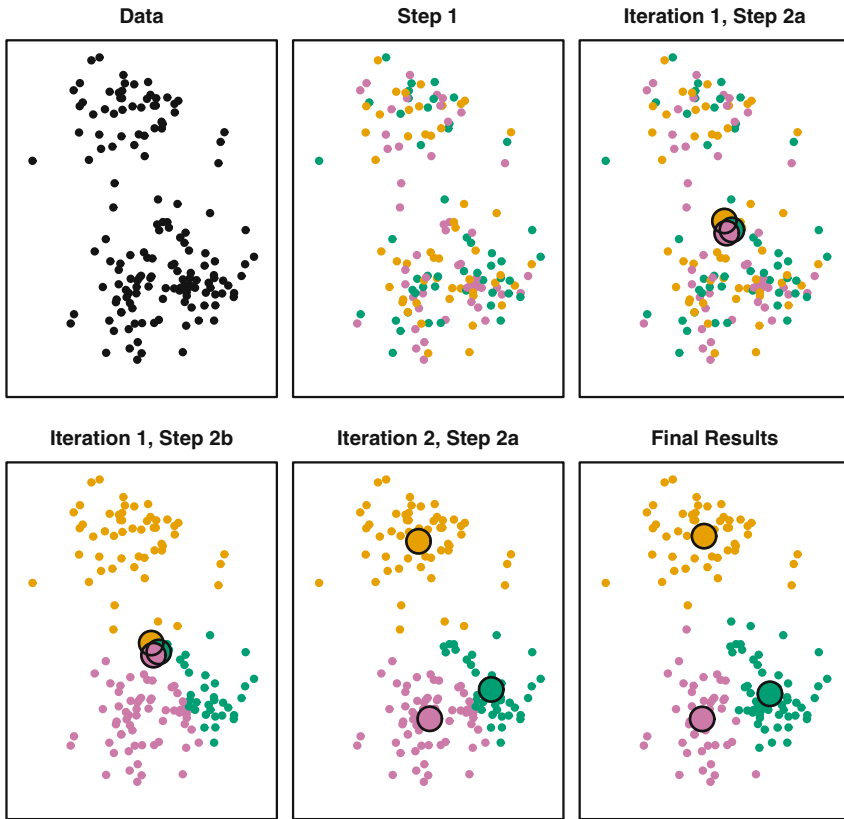 Data
Step 1
Iteration 1, Step 2a
Iteration 1, Step 2b
Iteration 2, Step 2a
Final Results